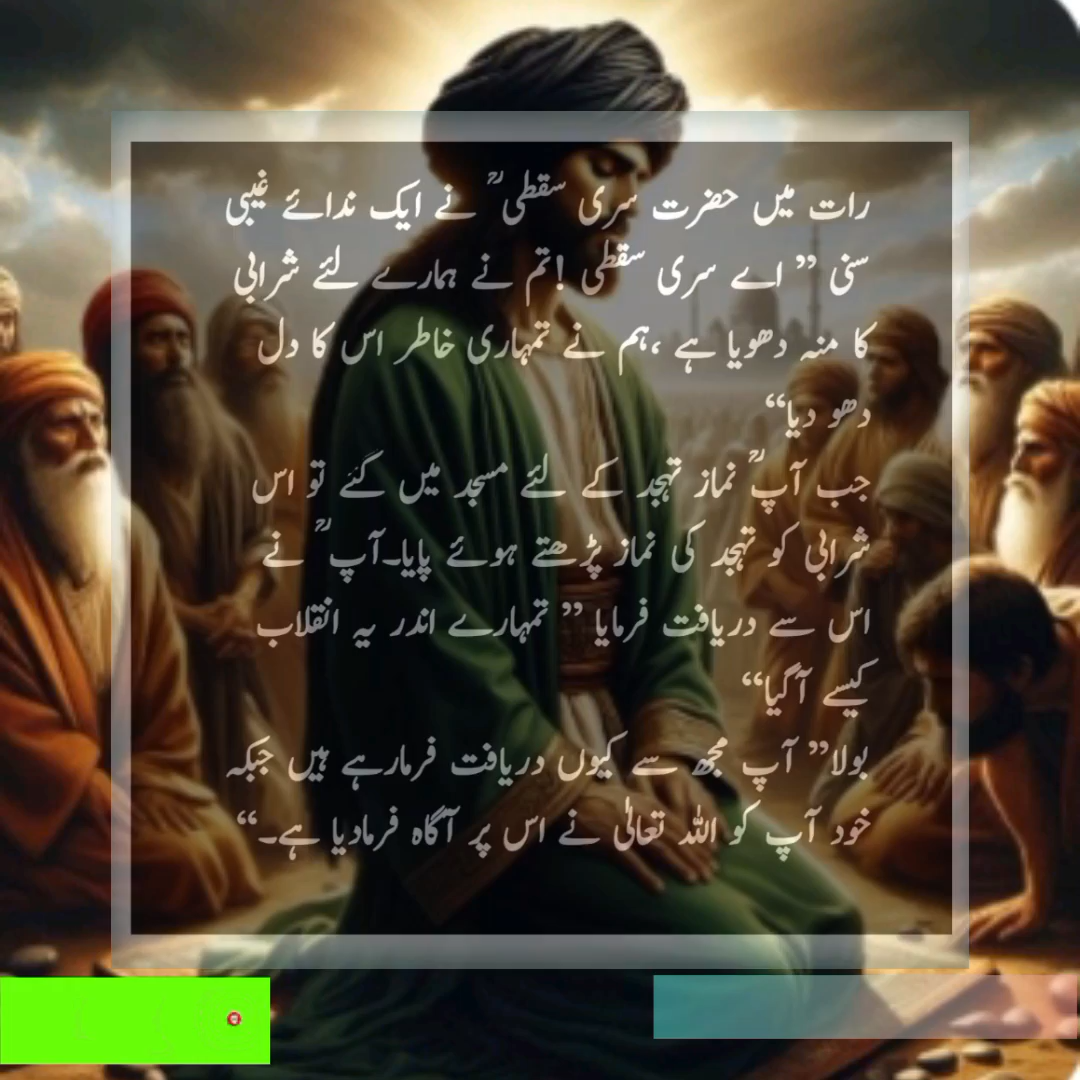 رات میں حضرت سری سقطیؒ نے ایک ندائے غیبی
سنی ” اے سری سقطی !تم نے ہمارے لئے شرابی
کا منہ دھویا ہے ،ہم نے تمہاری خاطر اس کا دل
دھو دیا“
جب آپؒ نماز تہجد کے لئے مسجد میں گئے تو اس
شرابی کو تہجد کی نماز پڑھتے ہوئے پایا۔آپؒ نے
اس سے دریافت فرمایا ” تمہارے اندر یہ انقلاب
کیسے آگیا“
بولا” آپ مجھ سے کیوں دریافت فرمارہے ہیں جبکہ
خود آپ کو اللہ تعالیٰ نے اس پر آگاہ فرمادیا ہے۔“